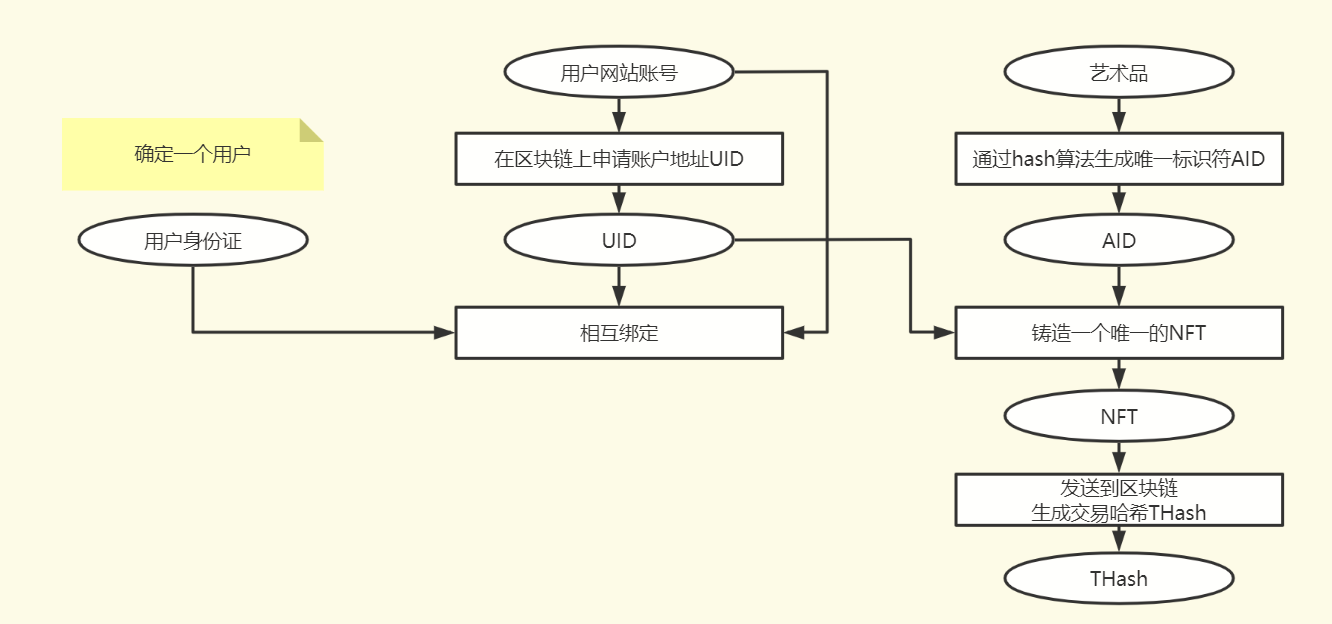 用户网站账号
艺术品
确定一个用户
在区块链上申请账户地址UID
通过hash算法生成唯一标识符AID
用户身份证
UID
AID
相互绑定
铸造一个唯一的NFT
NFT
发送到区块链
生成交易哈希THash
THash